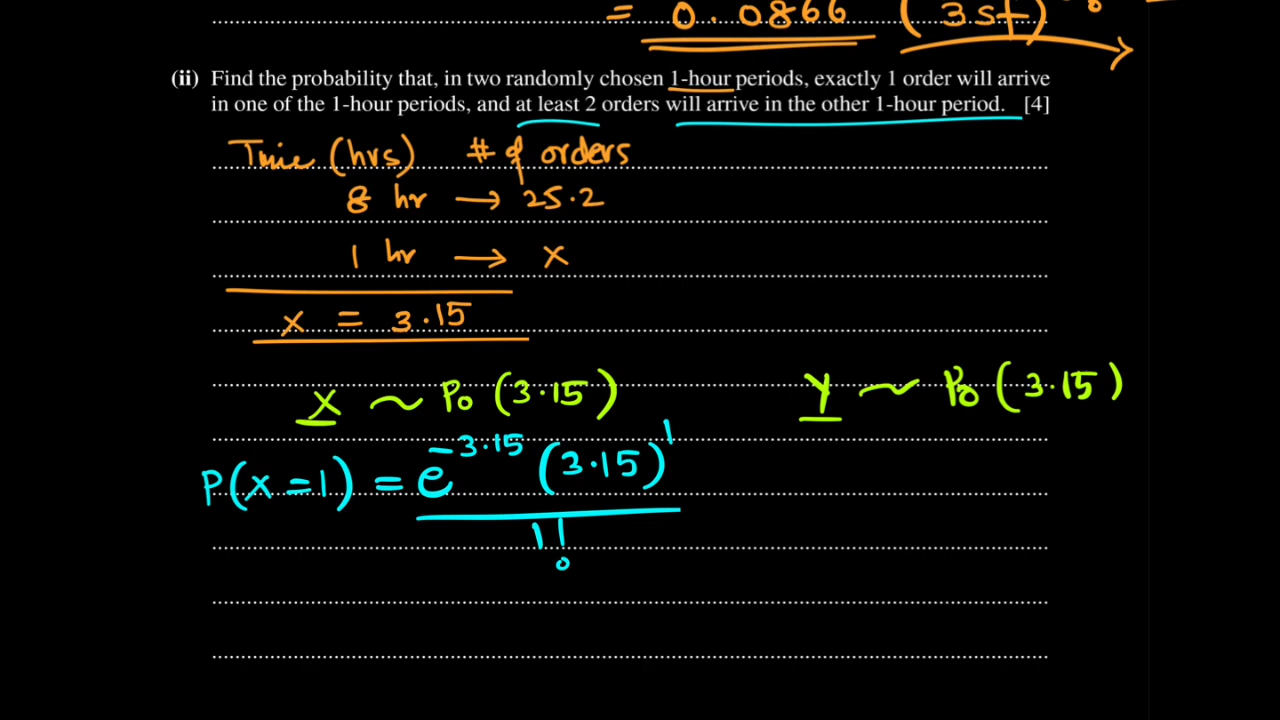 = 0.0866 (3sf)
(ii) Find the probability that, in two randomly chosen 1-hour periods, exactly 1 order will arrive
in one of the 1-hour periods, and at least 2 orders will arrive in the other 1-hour period. [4]
Time (hrs) # of orders
8 hr → 25.2
1 hr → x
x = 3.15
X ~ Po (3.15) Y ~ Po (3.15)
P(x=1) = e^-3.15 (3.15)^1
1!